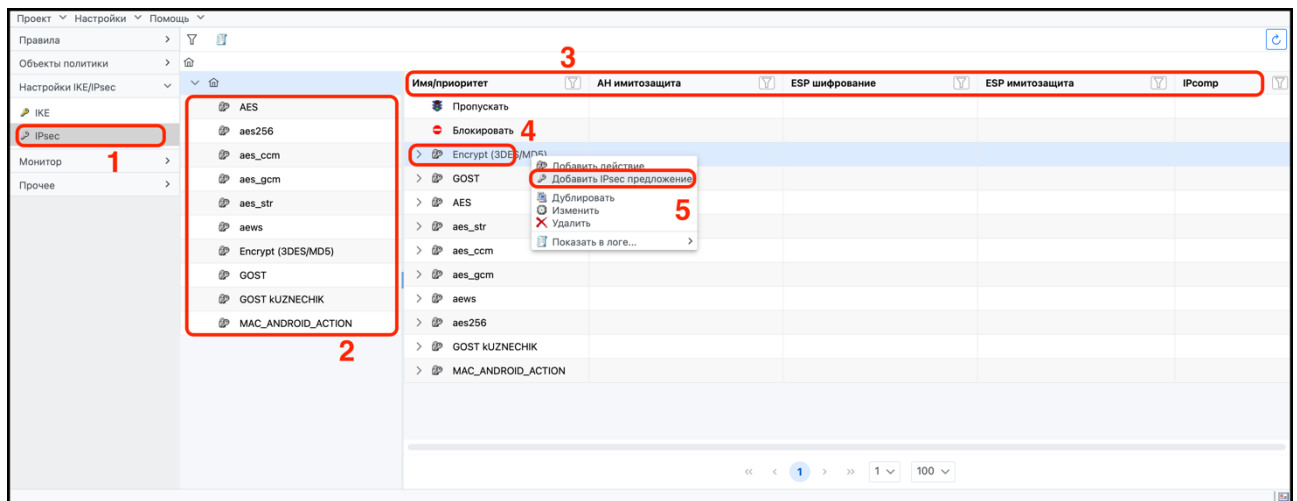 Проект Настройки Помощь
Правила
Объекты политики
Настройки IKE/IPsec
IKE
IPsec
1
Монитор
Прочее
AES
aes256
aes_ccm
aes_gcm
aes_str
aews
Encrypt (3DES/MD5)
GOST
GOST kUZNECHIK
MAC_ANDROID_ACTION
2
3
Имя/приоритет АН имитозащита ESP шифрование ESP имитозащита IPcomp
Пропускать
Блокировать
4
Encrypt (3DES/MD5)
GOST
AES
aes_str
aes_ccm
aes_gcm
aews
aes256
GOST kUZNECHIK
MAC_ANDROID_ACTION
Добавить действие
Добавить IPsec предложение
Дублировать
Изменить
Удалить
5
Показать в логе...
<< < 1 > >> 1 100